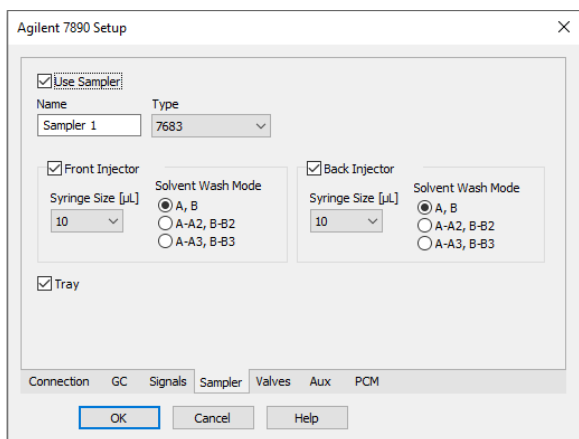 Agilent 7890 Setup
Use Sampler
Name Type
Sampler 1 7683
Front Injector
Syringe Size [µL] Solvent Wash Mode
10 A, B
A-A2, B-B2
A-A3, B-B3
Back Injector
Syringe Size [µL] Solvent Wash Mode
10 A, B
A-A2, B-B2
A-A3, B-B3
Tray
Connection GC Signals Sampler Valves Aux PCM
OK Cancel Help